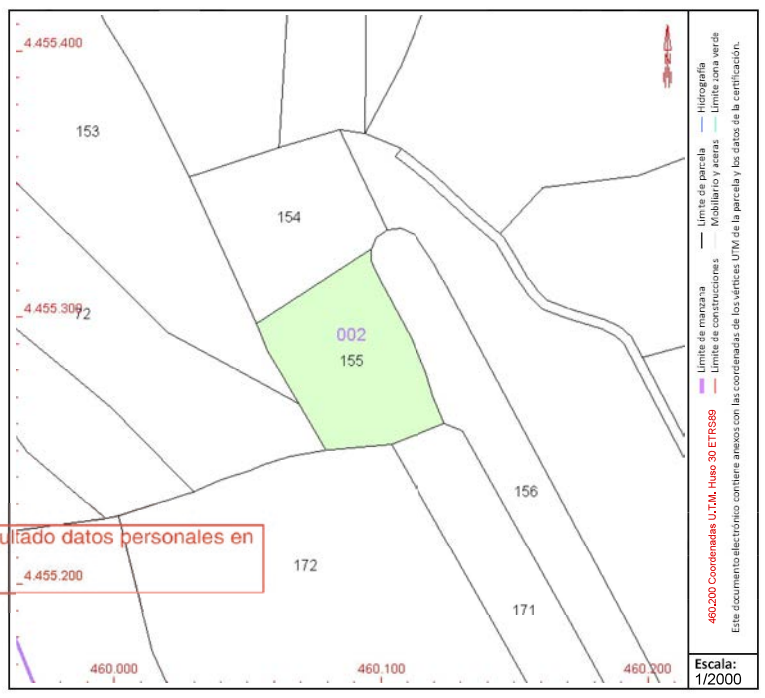 4.455.400
153
154
4.455.300
72
002
155
156
ultado datos personales en
4.455.200
172
171
460.000
460.100
460.200
N
Límite de manzana
Límite de parcela
Hidrografía
Límite de construcciones
Mobiliario y aceras
Límite zona verde
460.200 Coordenadas U.T.M. Huso 30 ETRS89
Este documento electrónico contiene anexos con las coordenadas de los vértices UTM de la parcela y los datos de la certificación.
Escala:
1/2000